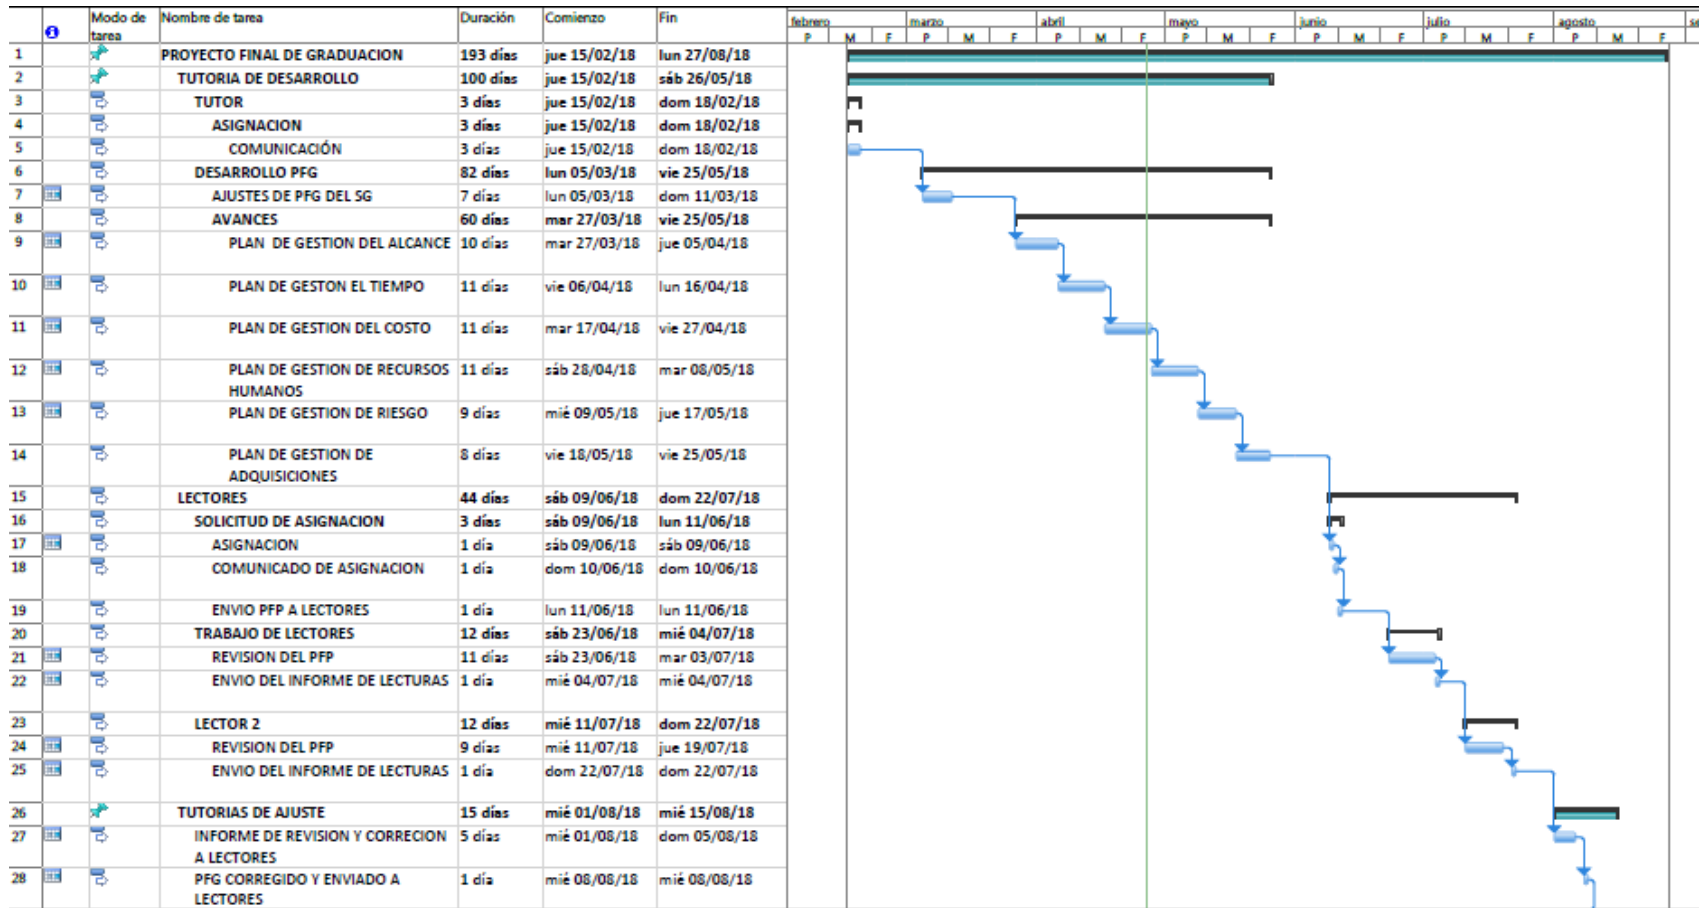 Modo de tarea Nombre de tarea Duración Comienzo Fin
febrero marzo abril mayo junio julio agosto se
P M F P M F P M F P M F P M F P M F P M F
1 PROYECTO FINAL DE GRADUACION 193 días jue 15/02/18 lun 27/08/18
2 TUTORIA DE DESARROLLO 100 días jue 15/02/18 sáb 26/05/18
3 TUTOR 3 días jue 15/02/18 dom 18/02/18
4 ASIGNACION 3 días jue 15/02/18 dom 18/02/18
5 COMUNICACIÓN 3 días jue 15/02/18 dom 18/02/18
6 DESARROLLO PFG 82 días lun 05/03/18 vie 25/05/18
7 AJUSTES DE PFG DEL SG 7 días lun 05/03/18 dom 11/03/18
8 AVANCES 60 días mar 27/03/18 vie 25/05/18
9 PLAN DE GESTION DEL ALCANCE 10 días mar 27/03/18 jue 05/04/18
10 PLAN DE GESTON EL TIEMPO 11 días vie 06/04/18 lun 16/04/18
11 PLAN DE GESTION DEL COSTO 11 días mar 17/04/18 vie 27/04/18
12 PLAN DE GESTION DE RECURSOS 11 días sáb 28/04/18 mar 08/05/18
HUMANOS
13 PLAN DE GESTION DE RIESGO 9 días mié 09/05/18 jue 17/05/18
14 PLAN DE GESTION DE 8 días vie 18/05/18 vie 25/05/18
ADQUISICIONES
15 LECTORES 44 días sáb 09/06/18 dom 22/07/18
16 SOLICITUD DE ASIGNACION 3 días sáb 09/06/18 lun 11/06/18
17 ASIGNACION 1 día sáb 09/06/18 sáb 09/06/18
18 COMUNICADO DE ASIGNACION 1 día dom 10/06/18 dom 10/06/18
19 ENVIO PFP A LECTORES 1 día lun 11/06/18 lun 11/06/18
20 TRABAJO DE LECTORES 12 días sáb 23/06/18 mié 04/07/18
21 REVISION DEL PFP 11 días sáb 23/06/18 mar 03/07/18
22 ENVIO DEL INFORME DE LECTURAS 1 día mié 04/07/18 mié 04/07/18
23 LECTOR 2 12 días mié 11/07/18 dom 22/07/18
24 REVISION DEL PFP 9 días mié 11/07/18 jue 19/07/18
25 ENVIO DEL INFORME DE LECTURAS 1 día dom 22/07/18 dom 22/07/18
26 TUTORIAS DE AJUSTE 15 días mié 01/08/18 mié 15/08/18
27 INFORME DE REVISION Y CORRECION 5 días mié 01/08/18 dom 05/08/18
A LECTORES
28 PFG CORREGIDO Y ENVIADO A 1 día mié 08/08/18 mié 08/08/18
LECTORES